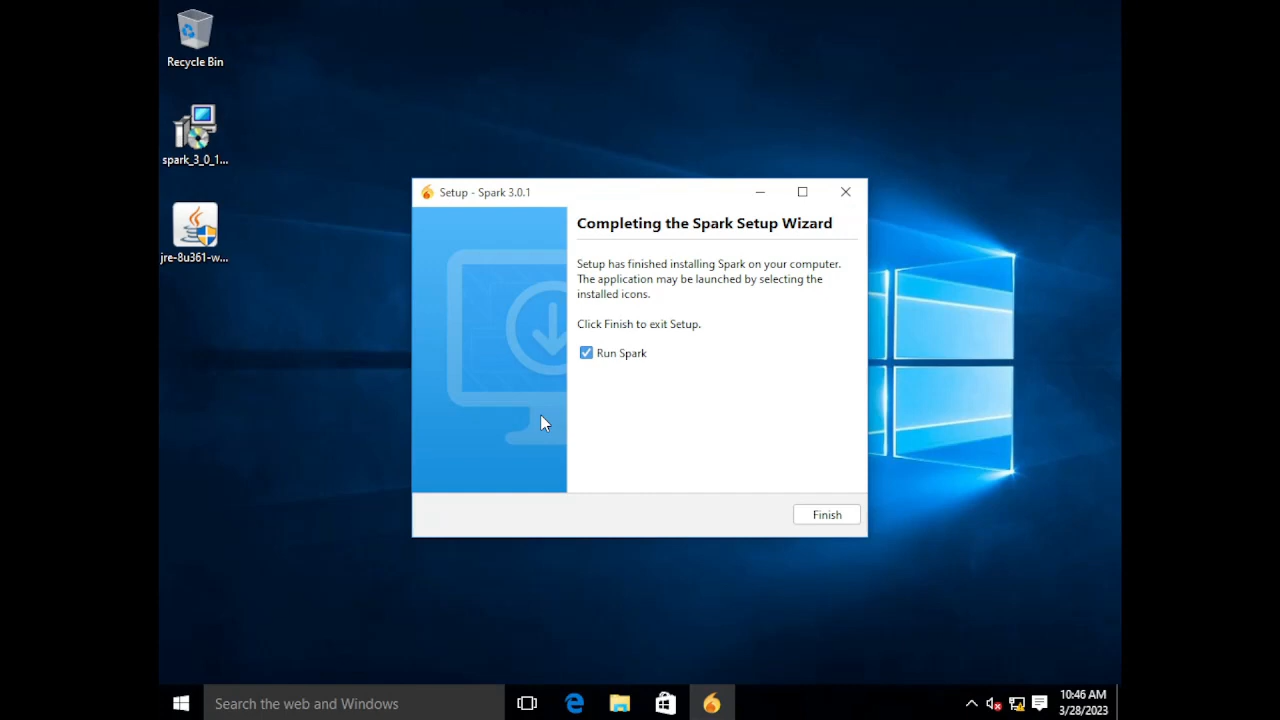 Recycle Bin
spark_3_0_1...
jre-8u361-w...
Setup - Spark 3.0.1
Completing the Spark Setup Wizard
Setup has finished installing Spark on your computer.
The application may be launched by selecting the
installed icons.
Click Finish to exit Setup.
Run Spark
Finish
Search the web and Windows
10:46 AM
3/28/2023